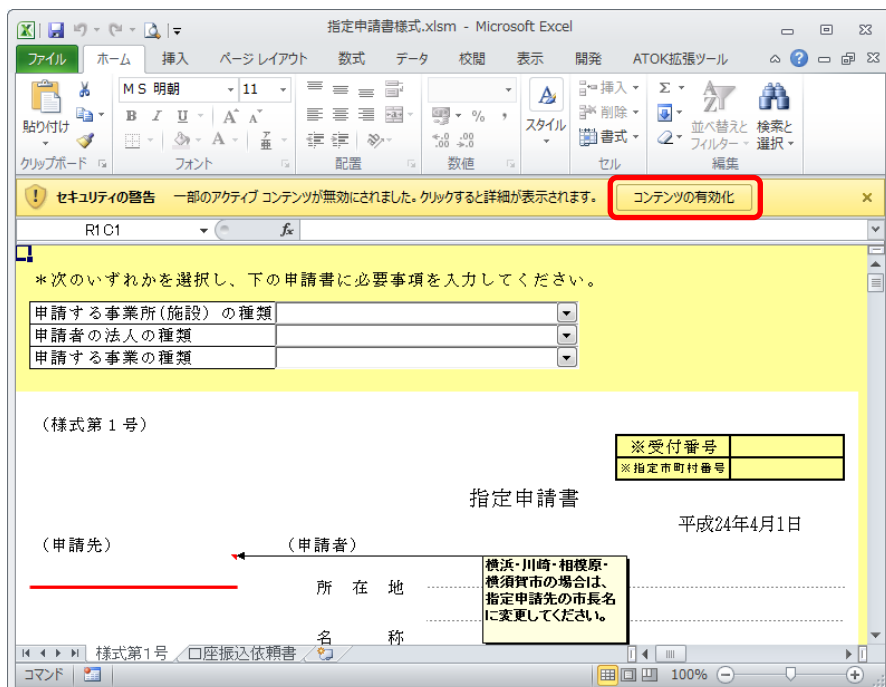 指定申請書様式.xlsm - Microsoft Excel
ファイル ホーム 挿入 ページ レイアウト 数式 データ 校閲 表示 開発 ATOK拡張ツール
貼り付け
クリップボード
ＭＳ 明朝 11
B I U A A
フォント
配置
% ,
数値
スタイル
挿入
削除
書式
セル
Σ
並べ替えと
フィルター
検索と
選択
編集
セキュリティの警告 一部のアクティブ コンテンツが無効にされました。クリックすると詳細が表示されます。 コンテンツの有効化
R1C1 fx
＊次のいずれかを選択し、下の申請書に必要事項を入力してください。
申請する事業所(施設) の種類
申請者の法人の種類
申請する事業の種類
（様式第１号）
※受付番号
※指定市町村番号
指定申請書
平成24年4月1日
（申請先） （申請者）
横浜・川崎・相模原・
横須賀市の場合は、
指定申請先の市長名
に変更してください。
所 在 地
名 称
様式第1号 口座振込依頼書
コマンド 100%